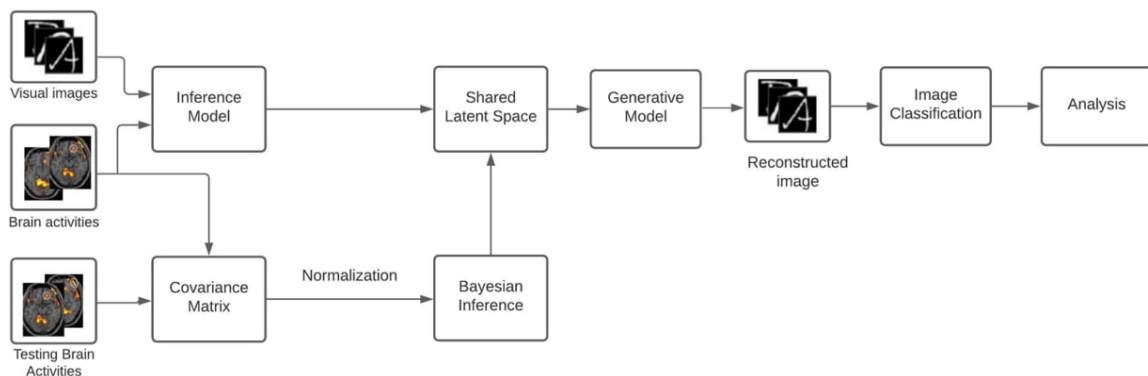 Visual images
Inference
Model
Shared
Latent Space
Generative
Model
Reconstructed
image
Image
Classification
Analysis
Brain activities
Covariance
Matrix
Normalization
Bayesian
Inference
Testing Brain
Activities